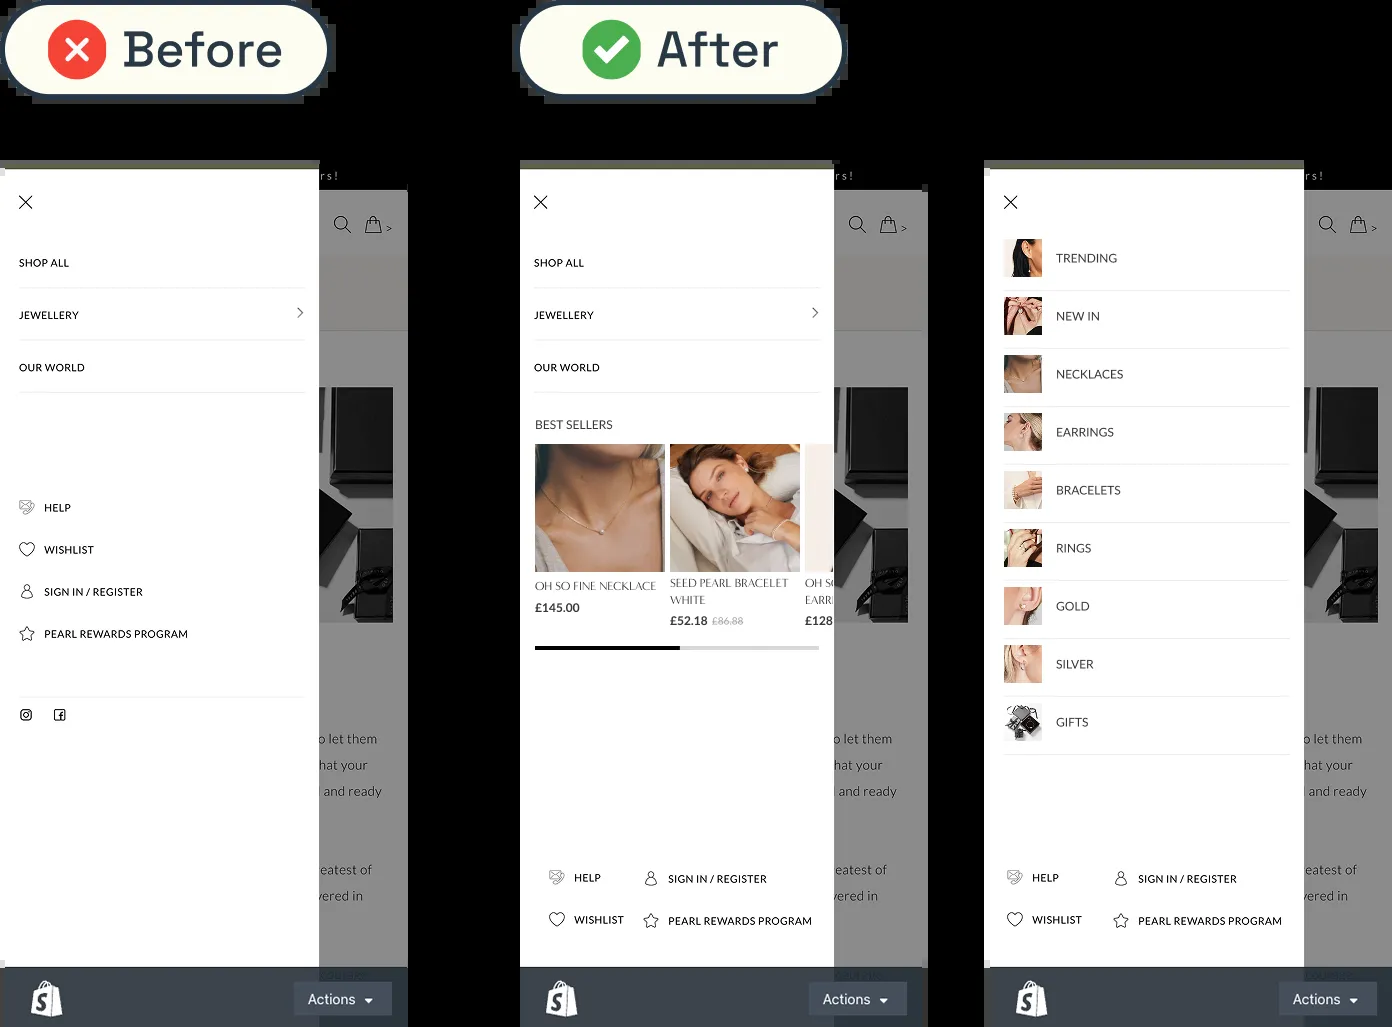 Before
After
rs!
>
SHOP ALL
JEWELLERY
OUR WORLD
HELP
WISHLIST
SIGN IN / REGISTER
PEARL REWARDS PROGRAM
o let them
hat your
l and ready
eatest of
vered in
Actions
rs!
>
SHOP ALL
JEWELLERY
OUR WORLD
BEST SELLERS
OH SO FINE NECKLACE
£145.00
SEED PEARL BRACELET
WHITE
£52.18 £86.88
OH SO
EARRI
£128
o let them
hat your
l and ready
eatest of
vered in
HELP
SIGN IN / REGISTER
WISHLIST
PEARL REWARDS PROGRAM
Actions
rs!
>
TRENDING
NEW IN
NECKLACES
EARRINGS
BRACELETS
RINGS
GOLD
SILVER
GIFTS
o let them
hat your
l and ready
eatest of
vered in
HELP
SIGN IN / REGISTER
WISHLIST
PEARL REWARDS PROGRAM
Actions